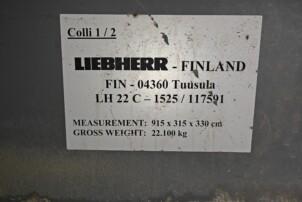 Colli 1 / 2
LIEBHERR - FINLAND
FIN - 04360 Tuusula
LH 22 C – 1525 / 117591
MEASUREMENT: 915 x 315 x 330 cm
GROSS WEIGHT: 22.100 kg